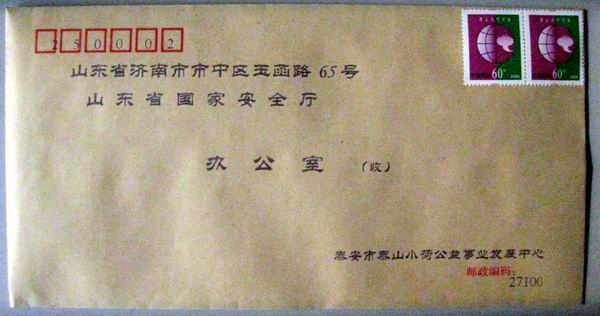 250002
山东省济南市市中区玉函路 65号
山东省国家安全厅
办公室 (收)
泰安市泰山小荷公益事业发展中心
邮政编码:
27100
60
60